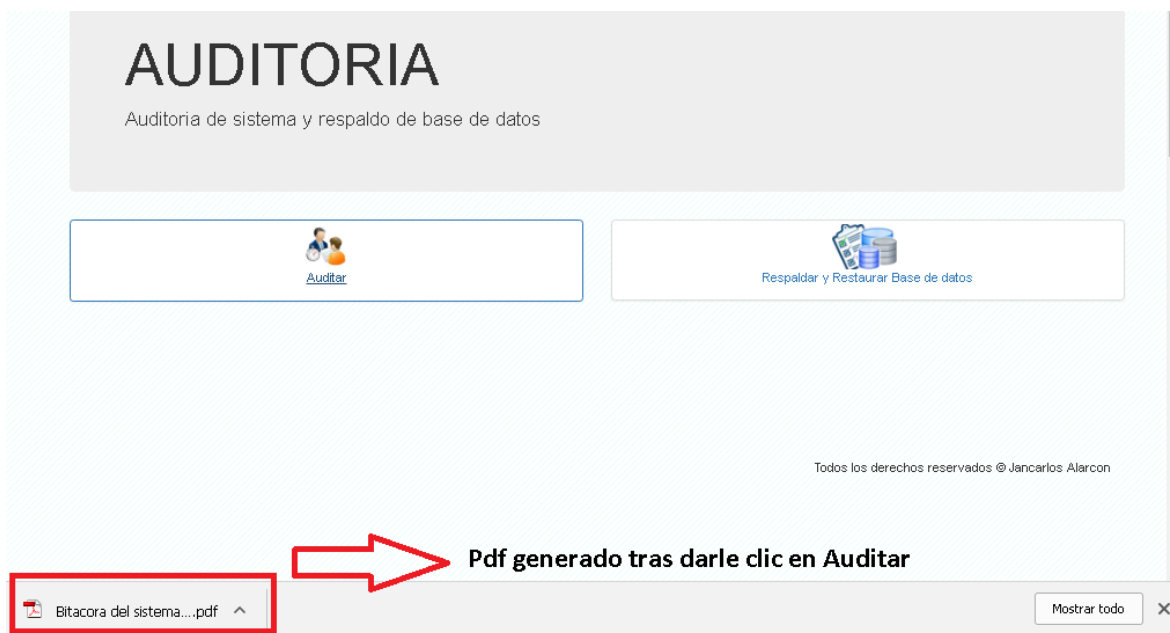 AUDITORIA
Auditoria de sistema y respaldo de base de datos
Auditar
Respaldar y Restaurar Base de datos
Todos los derechos reservados © Jancarlos Alarcon
Pdf generado tras darle clic en Auditar
Bitacora del sistema....pdf
Mostrar todo